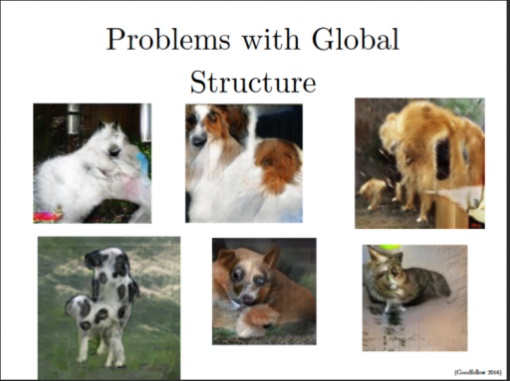 Problems with Global
Structure
(Goodfellow 2016)